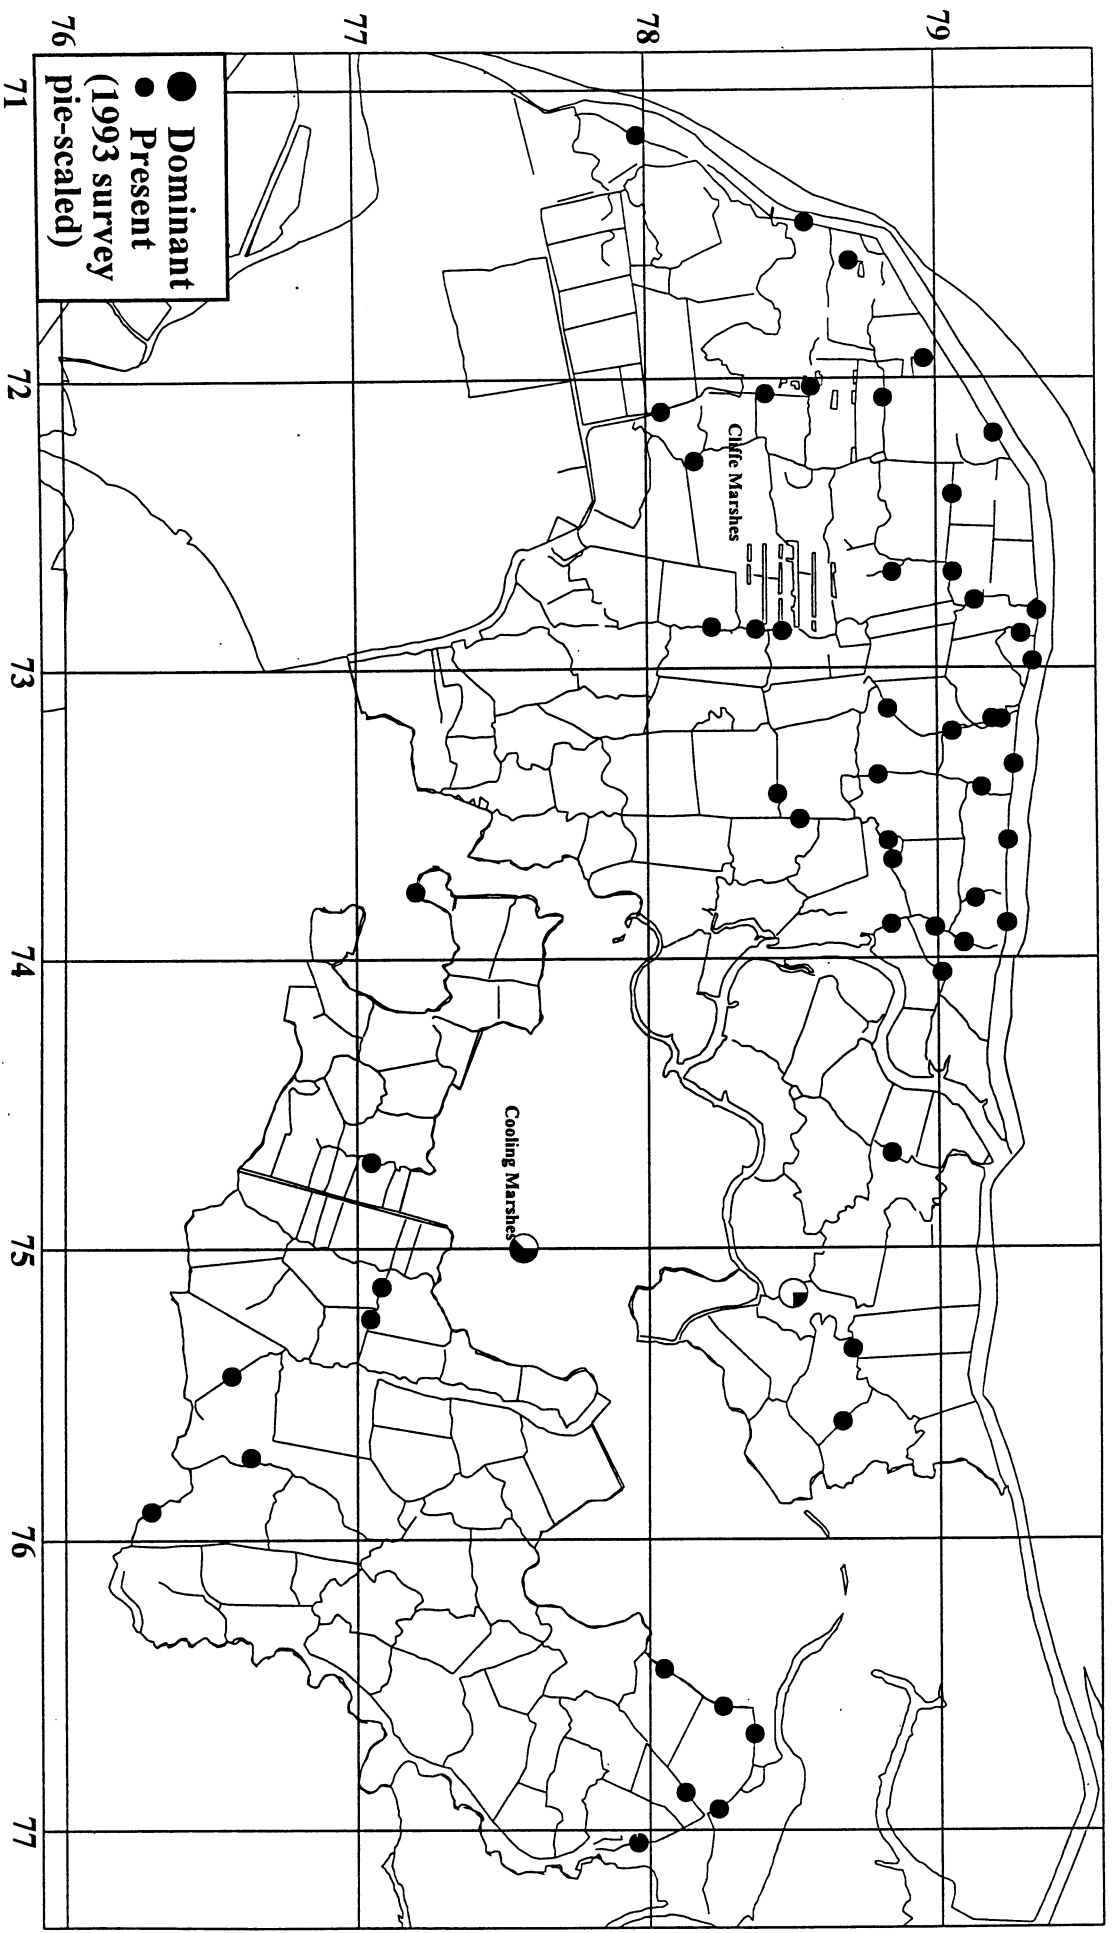 79
78
77
76
Dominant
Present
(1993 survey
pie-scaled)
Cliffe Marshes
Cooling Marshes
71
72
73
74
75
76
77